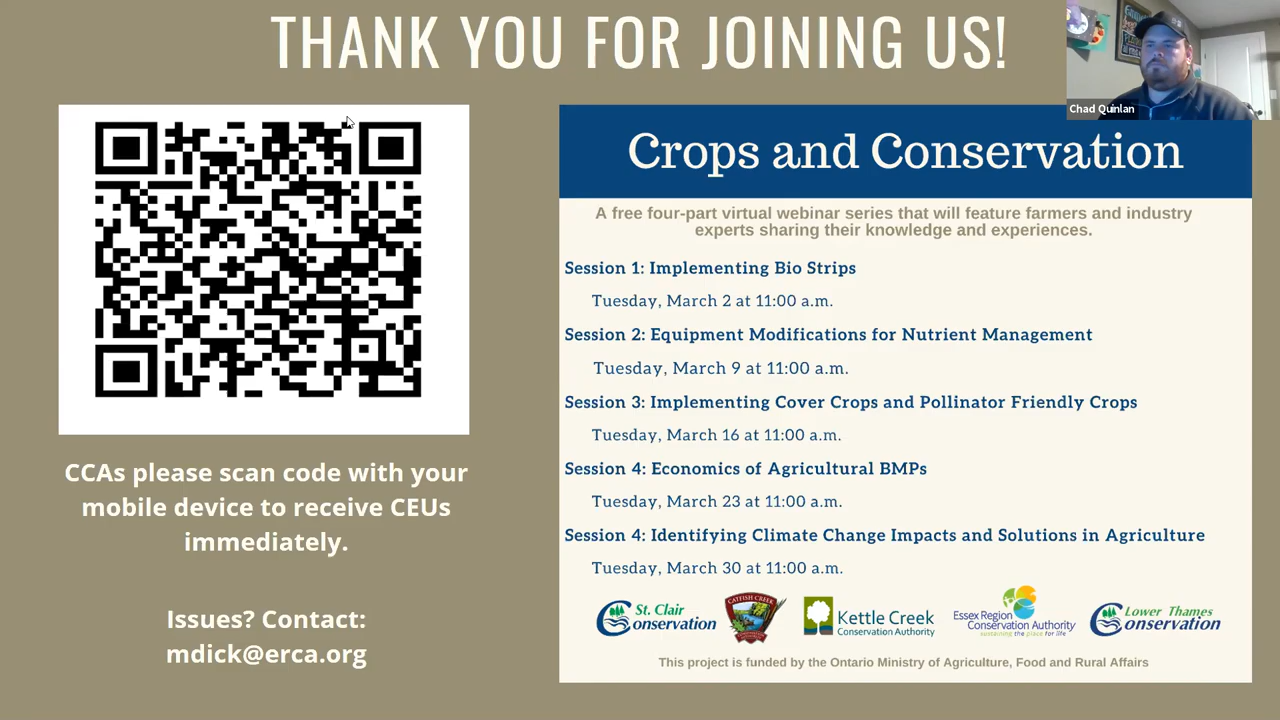 THANK YOU FOR JOINING US!
Chad Quinlan
CCAs please scan code with your
mobile device to receive CEUs
immediately.
Issues? Contact:
mdick@erca.org
Crops and Conservation
A free four-part virtual webinar series that will feature farmers and industry
experts sharing their knowledge and experiences.
Session 1: Implementing Bio Strips
Tuesday, March 2 at 11:00 a.m.
Session 2: Equipment Modifications for Nutrient Management
Tuesday, March 9 at 11:00 a.m.
Session 3: Implementing Cover Crops and Pollinator Friendly Crops
Tuesday, March 16 at 11:00 a.m.
Session 4: Economics of Agricultural BMPs
Tuesday, March 23 at 11:00 a.m.
Session 4: Identifying Climate Change Impacts and Solutions in Agriculture
Tuesday, March 30 at 11:00 a.m.
St. Clair
Conservation
CATFISH CREEK
Kettle Creek
Conservation Authority
Essex Region
Conservation Authority
sustaining the place for life
Lower Thames
Conservation
This project is funded by the Ontario Ministry of Agriculture, Food and Rural Affairs